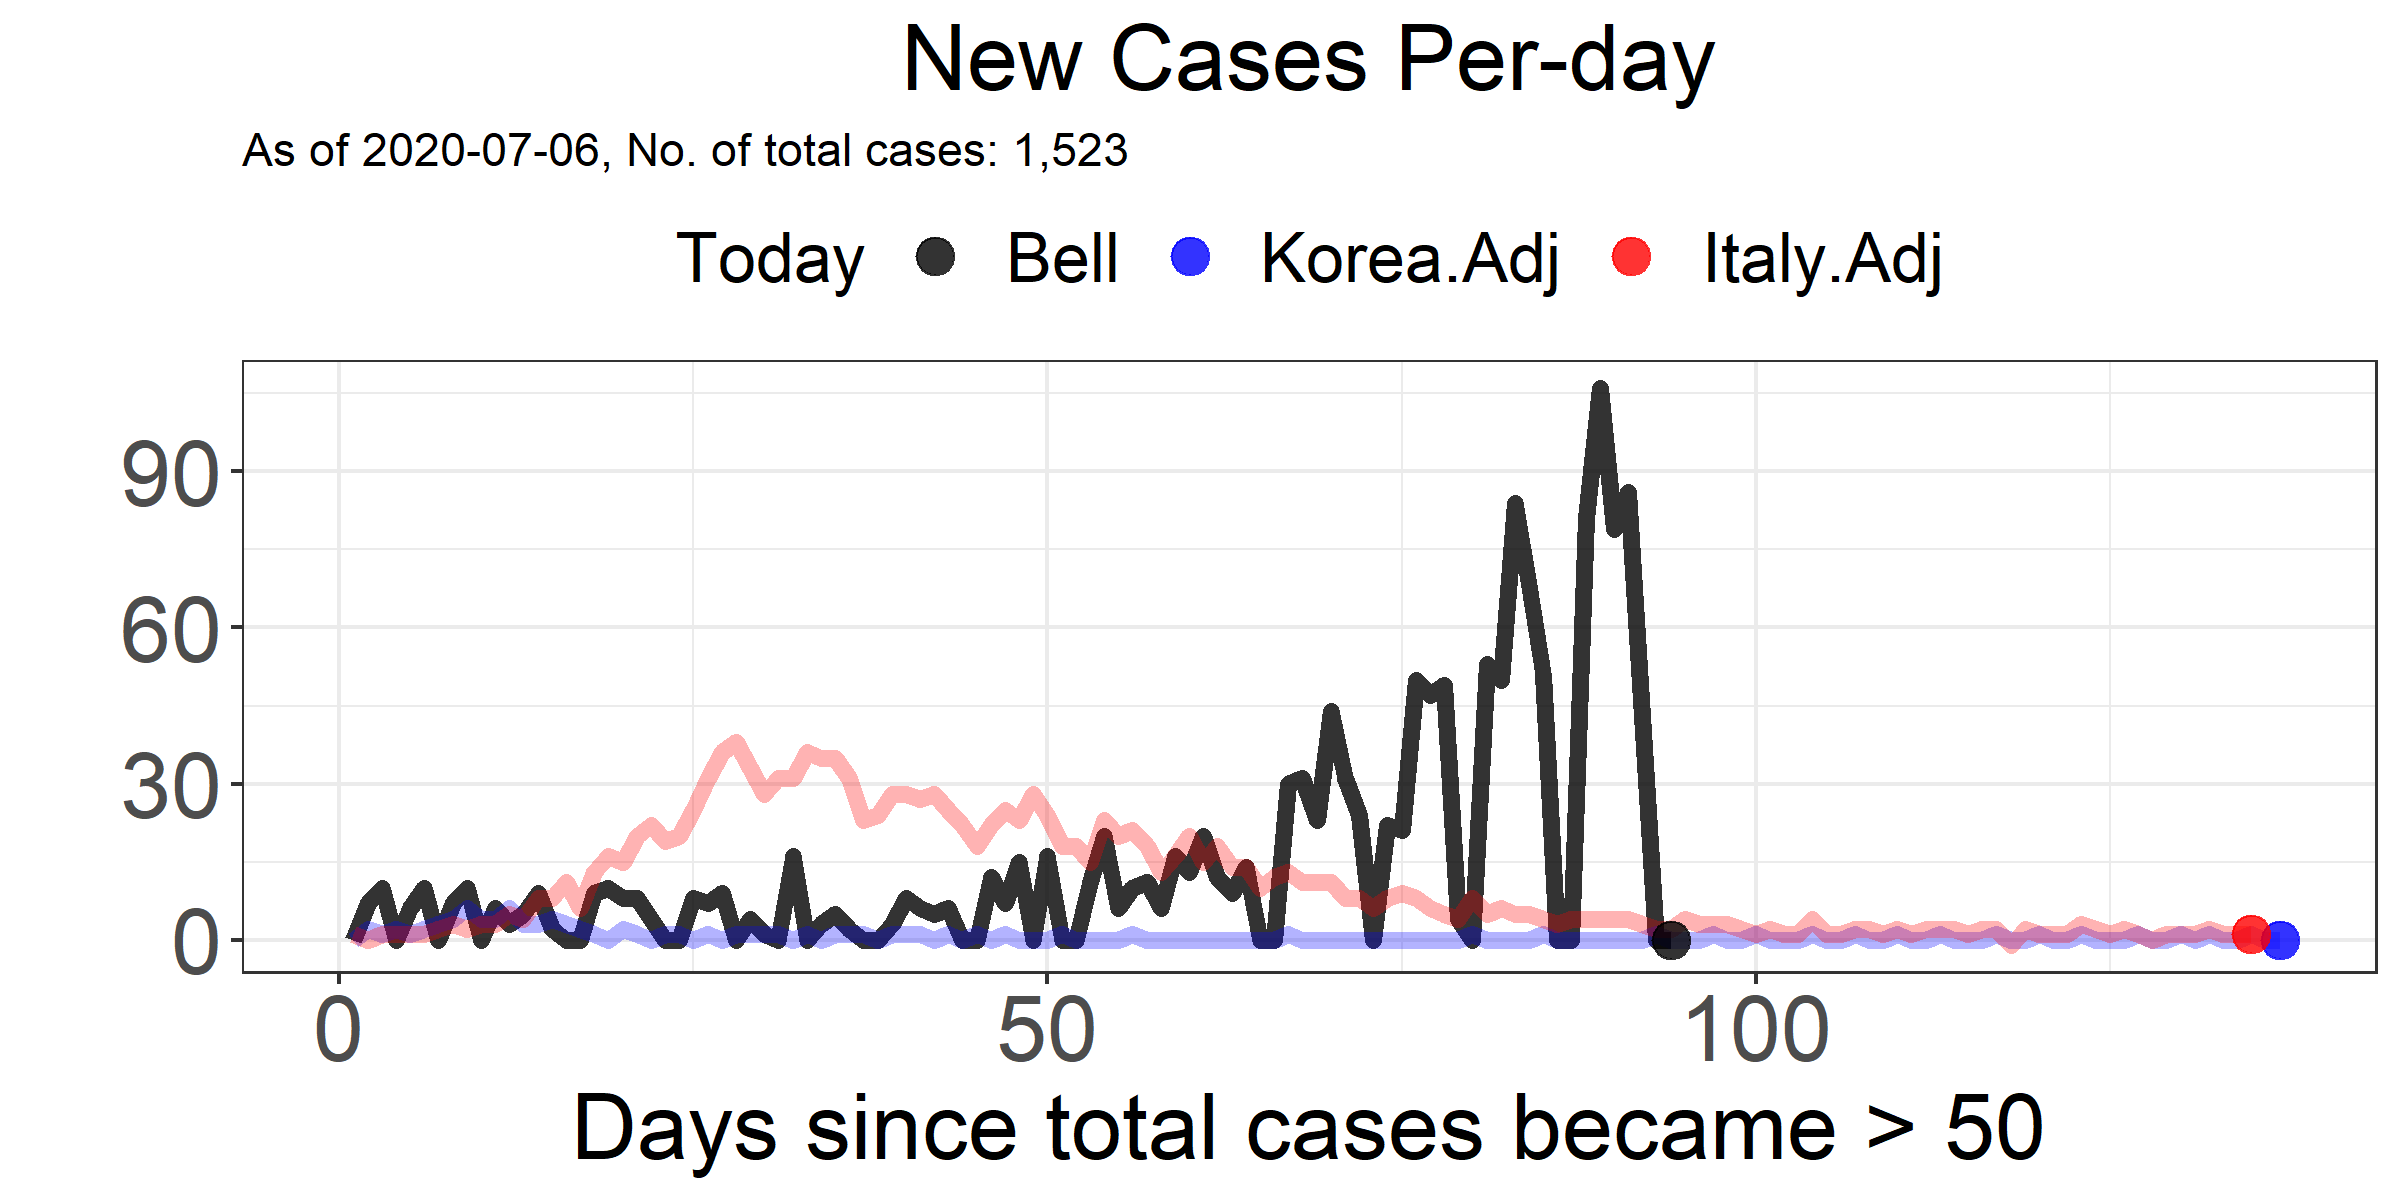 New Cases Per-day
As of 2020-07-06, No. of total cases: 1,523
Today Bell Korea.Adj Italy.Adj
90
60
30
0
0 50 100
Days since total cases became > 50